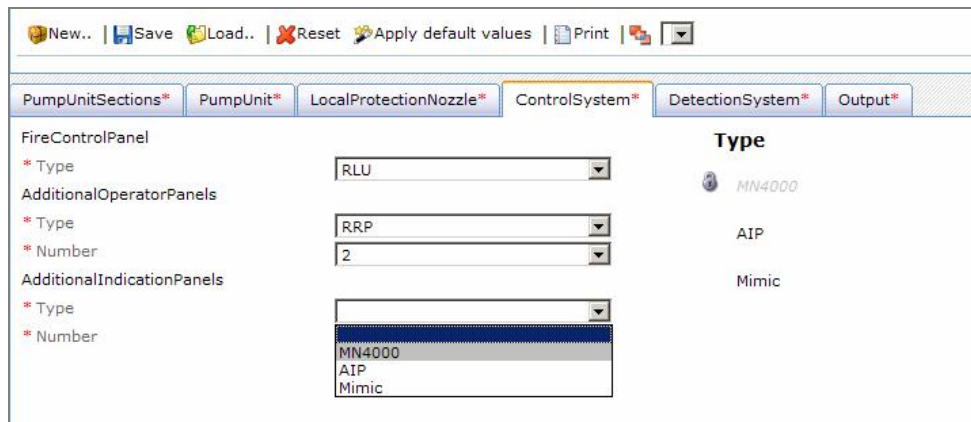 New.. | Save Load.. | Reset Apply default values | Print |
PumpUnitSections* PumpUnit* LocalProtectionNozzle* ControlSystem* DetectionSystem* Output*
FireControlPanel
* Type RLU
AdditionalOperatorPanels
* Type RRP
* Number 2
AdditionalIndicationPanels
* Type
* Number
MN4000
AIP
Mimic
Type
MN4000
AIP
Mimic